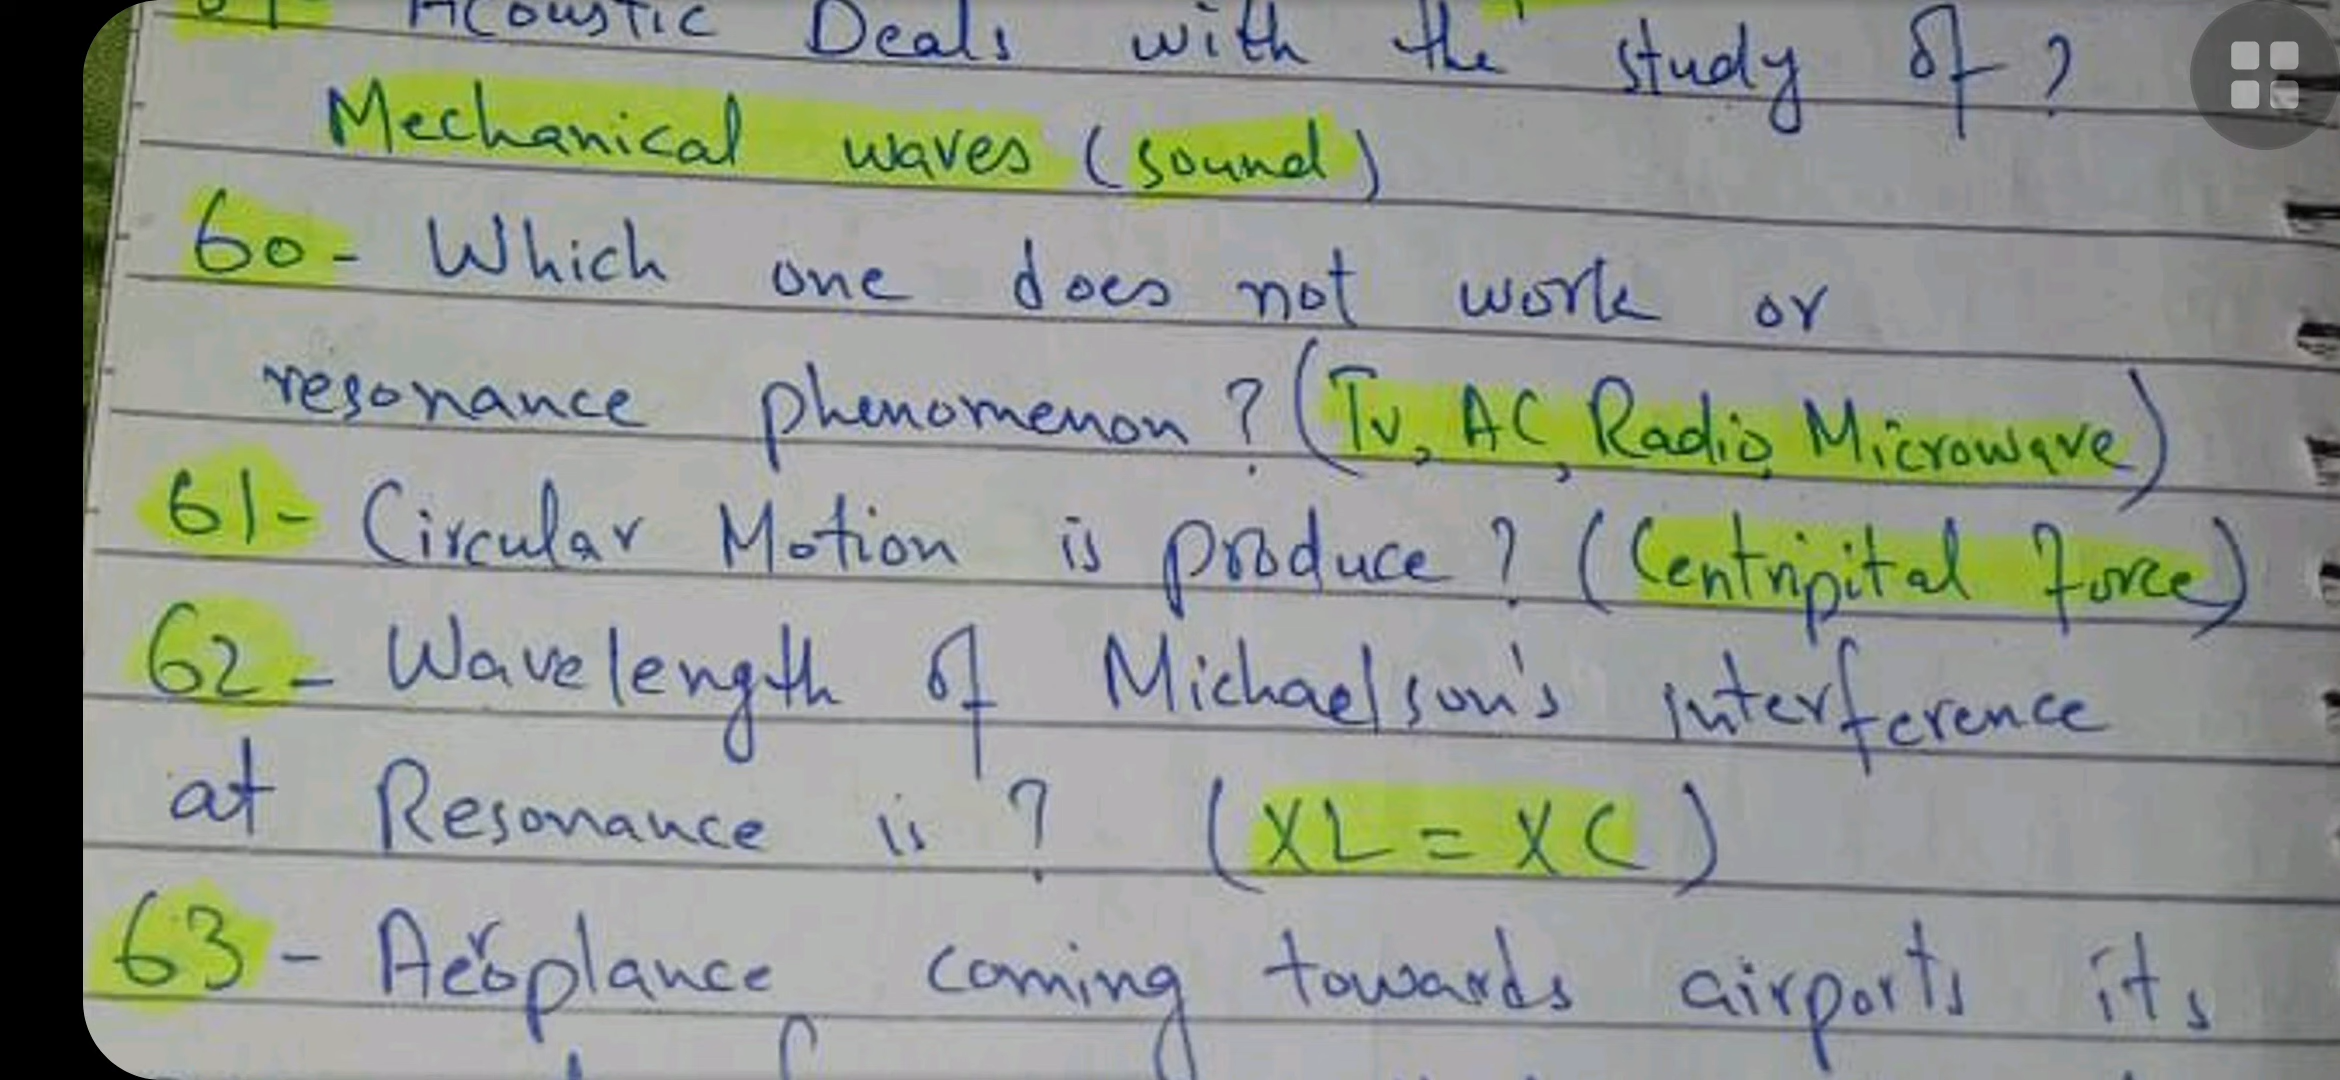 Acoustic Deals with the study of ?
Mechanical waves (sound)
60- Which one does not work or
resonance phenomenon ? (Tv, AC, Radio, Microwave)
61- Circular Motion is produce ? (Centripital force)
62- Wavelength of Michaelson's interference
at Resonance is ? (XL = XC)
63- Aeroplance coming towards airports its